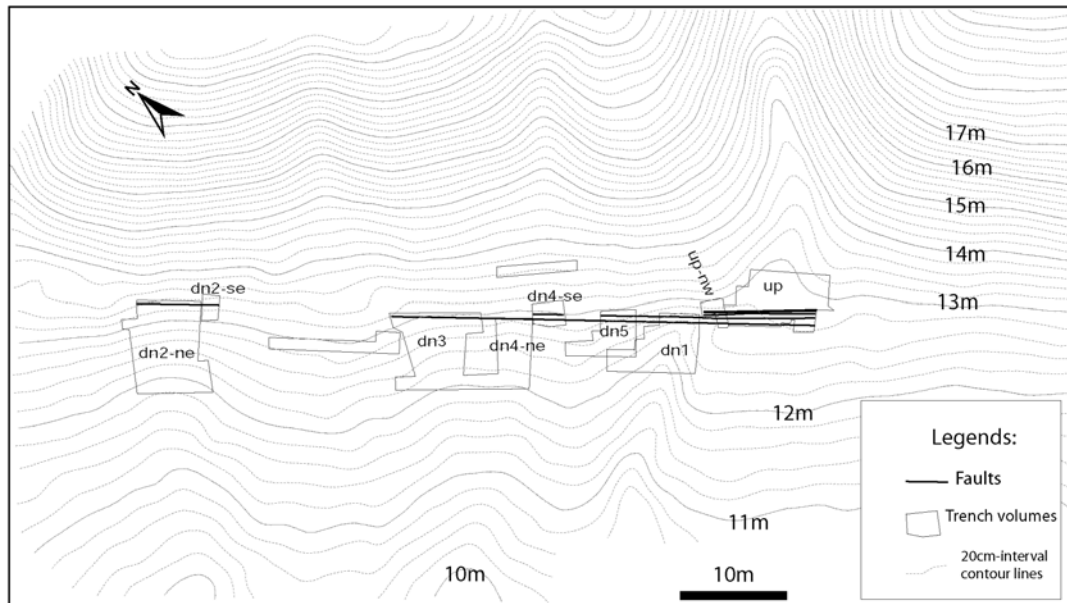 N
17m
16m
15m
14m
13m
up-nw
up
dn2-se
dn4-se
dn2-ne
dn3
dn4-ne
dn5
dn1
12m
11m
10m
10m
Legends:
Faults
Trench volumes
20cm-interval
contour lines